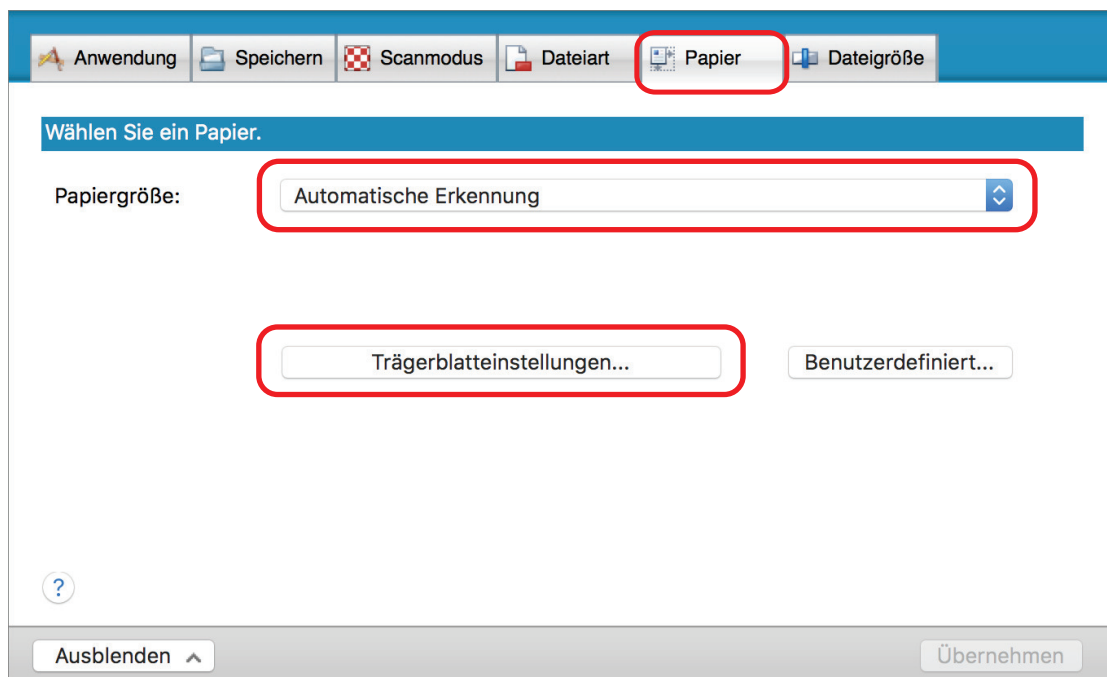 Anwendung Speichern Scanmodus Dateiart Papier Dateigröße
Wählen Sie ein Papier.
Papiergröße: Automatische Erkennung
Trägerblatteinstellungen... Benutzerdefiniert...
?
Ausblenden Übernehmen